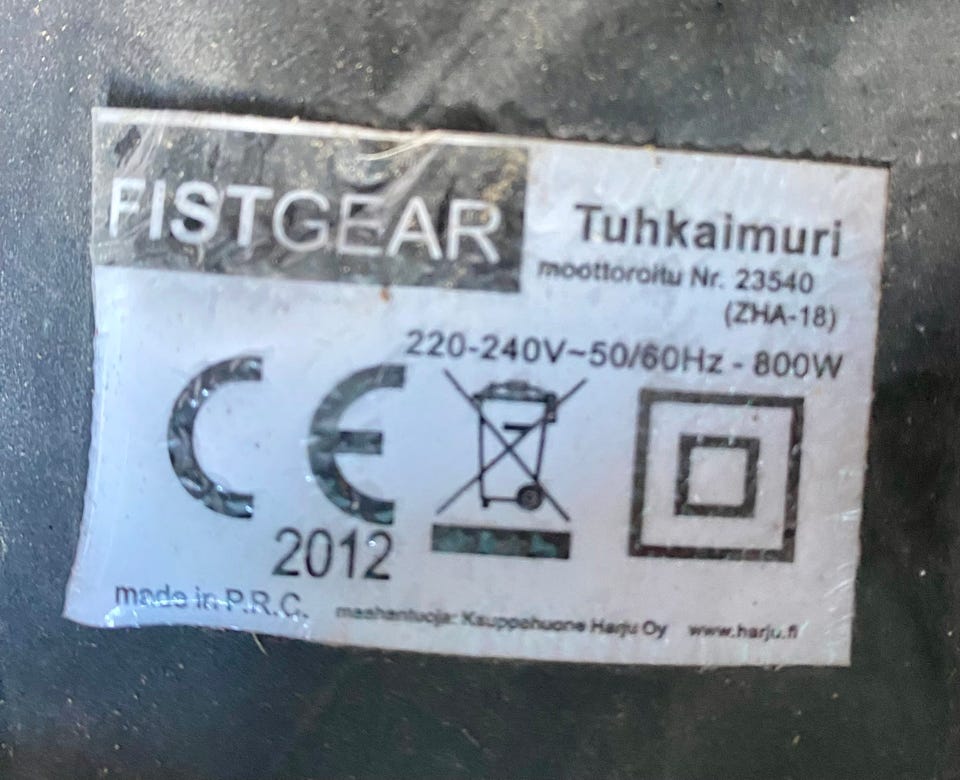 FISTGEAR
Tuhkaimuri
moottoroitu Nr. 23540
(ZHA-18)
220-240V~50/60Hz - 800W
CE
2012
made in P.R.C.
maahantuoja: Kauppahuone Harju Oy www.harju.fi